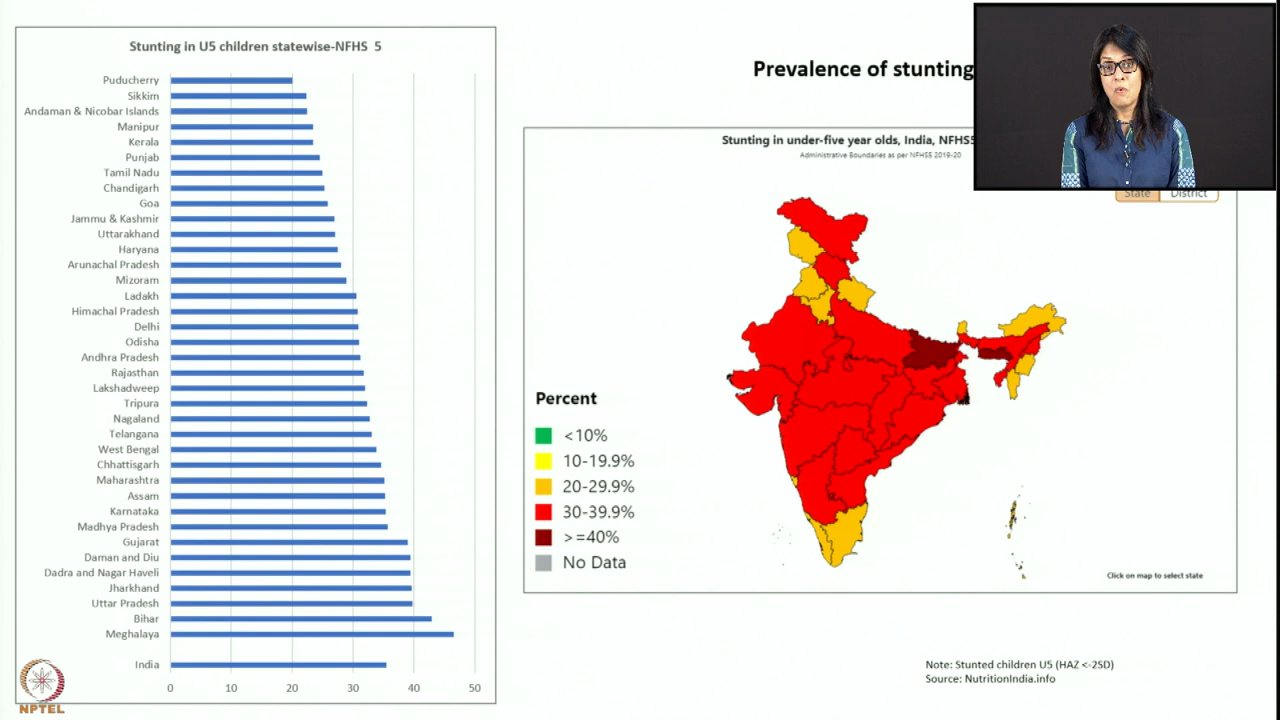 Stunting in U5 children statewise-NFHS 5
Puducherry
Sikkim
Andaman & Nicobar Islands
Manipur
Kerala
Punjab
Tamil Nadu
Chandigarh
Goa
Jammu & Kashmir
Uttarakhand
Haryana
Arunachal Pradesh
Mizoram
Ladakh
Himachal Pradesh
Delhi
Odisha
Andhra Pradesh
Rajasthan
Lakshadweep
Tripura
Nagaland
Telangana
West Bengal
Chhattisgarh
Maharashtra
Assam
Karnataka
Madhya Pradesh
Gujarat
Daman and Diu
Dadra and Nagar Haveli
Jharkhand
Uttar Pradesh
Bihar
Meghalaya
India
0 10 20 30 40 50
NPTEL
Prevalence of stunting
Stunting in under-five year olds, India, NFHS5
Administrative Boundaries as per NFHS5 2019-20
State District
Percent
<10%
10-19.9%
20-29.9%
30-39.9%
>=40%
No Data
Click on map to select state
Note: Stunted children U5 (HAZ <-2SD)
Source: NutritionIndia.info